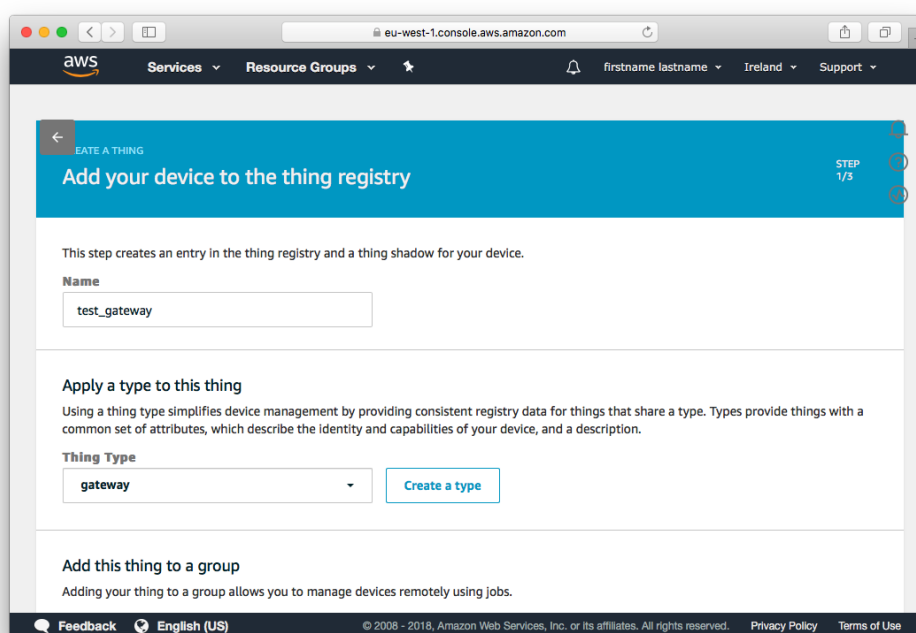 eu-west-1.console.aws.amazon.com
aws Services Resource Groups firstname lastname Ireland Support
EATE A THING
Add your device to the thing registry
STEP
1/3
This step creates an entry in the thing registry and a thing shadow for your device.
Name
test_gateway
Apply a type to this thing
Using a thing type simplifies device management by providing consistent registry data for things that share a type. Types provide things with a
common set of attributes, which describe the identity and capabilities of your device, and a description.
Thing Type
gateway Create a type
Add this thing to a group
Adding your thing to a group allows you to manage devices remotely using jobs.
Feedback English (US) © 2008 - 2018, Amazon Web Services, Inc. or its affiliates. All rights reserved. Privacy Policy Terms of Use